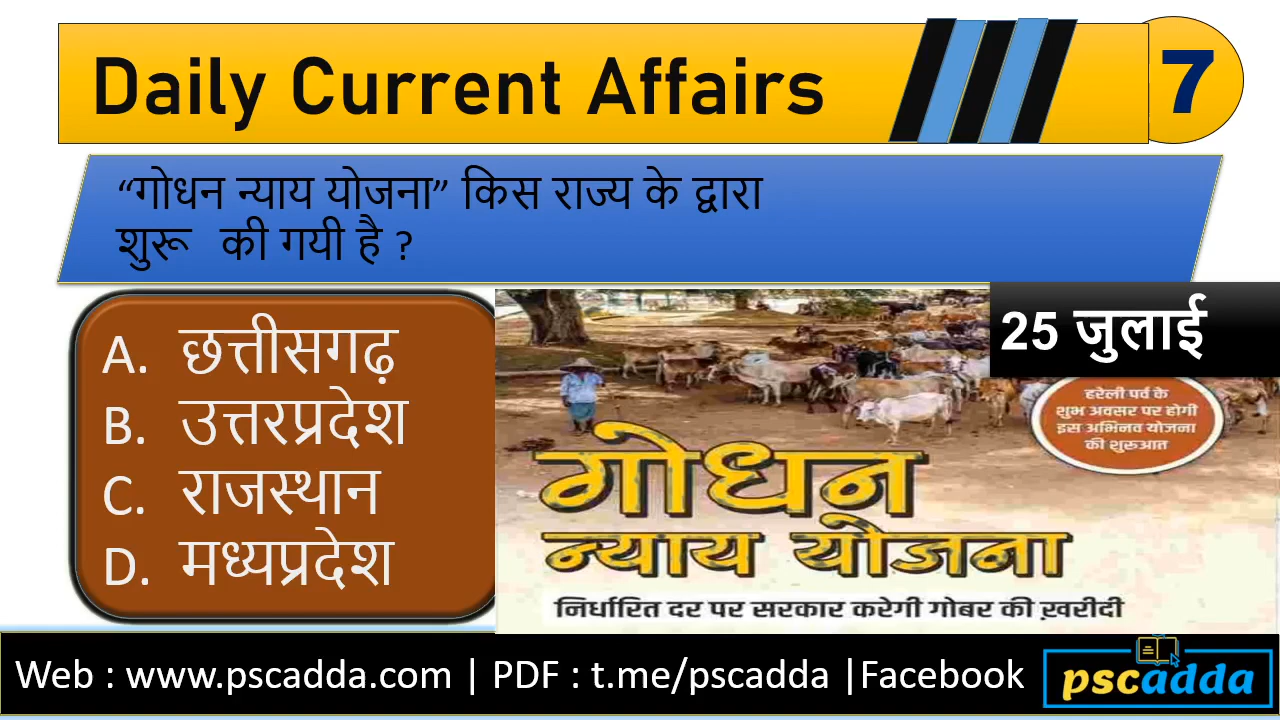 Daily Current Affairs
7
“गोधन न्याय योजना” किस राज्य के द्वारा
शुरू की गयी है ?
A. छत्तीसगढ़
B. उत्तरप्रदेश
C. राजस्थान
D. मध्यप्रदेश
25 जुलाई
हरेली पर्व के
शुभ अवसर पर होगी
इस अभिनव योजना
की शुरूआत
गोधन
न्याय योजना
निर्धारित दर पर सरकार करेगी गोबर की ख़रीदी
Web : www.pscadda.com | PDF : t.me/pscadda |Facebook
pscadda